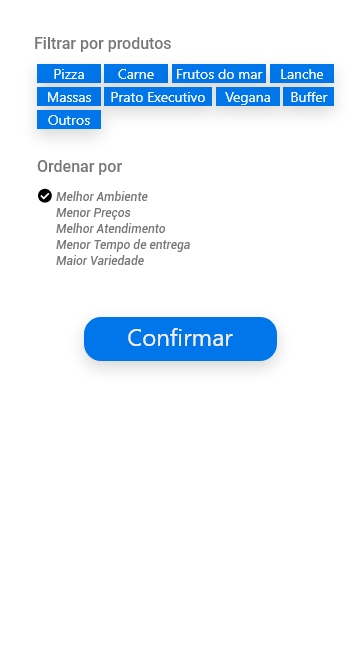 Filtrar por produtos
Pizza Carne Frutos do mar Lanche
Massas Prato Executivo Vegana Buffer
Outros
Ordenar por
Melhor Ambiente
Menor Preços
Melhor Atendimento
Menor Tempo de entrega
Maior Variedade
Confirmar